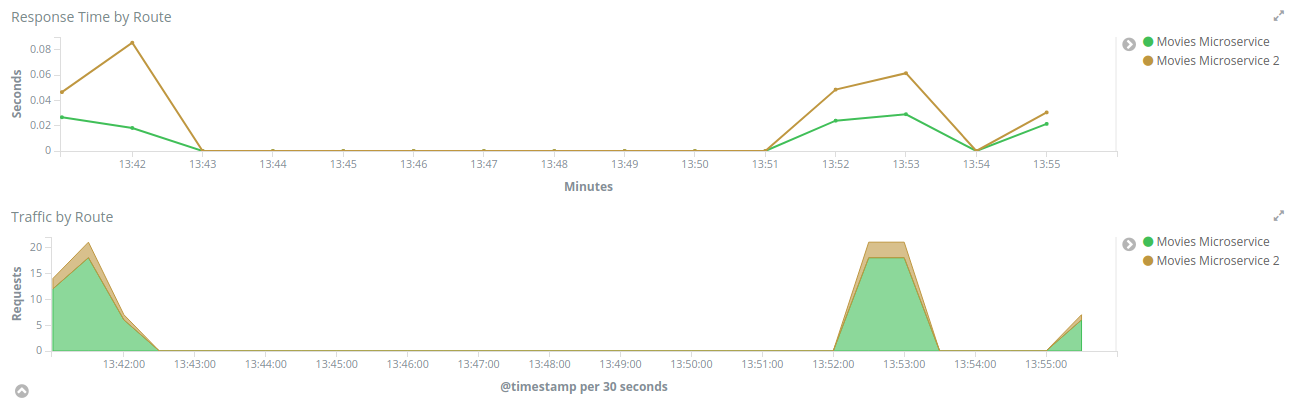 Response Time by Route
Seconds
0.08
0.06
0.04
0.02
0
13:42 13:43 13:44 13:45 13:46 13:47 13:48 13:49 13:50 13:51 13:52 13:53 13:54 13:55
Minutes
Movies Microservice
Movies Microservice 2
Traffic by Route
Requests
20
15
10
5
0
13:42:00 13:43:00 13:44:00 13:45:00 13:46:00 13:47:00 13:48:00 13:49:00 13:50:00 13:51:00 13:52:00 13:53:00 13:54:00 13:55:00
@timestamp per 30 seconds
Movies Microservice
Movies Microservice 2